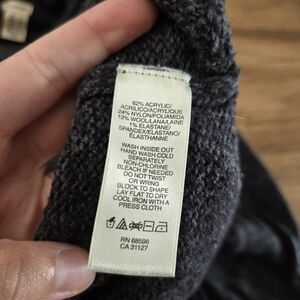 62% ACRYLIC/
ACRILICO/ACRYLIQUE
24% NYLON/POLIAMIDA
13% WOOL/LANA/LAINE
1% ELASTANE/
SPANDEX/ELASTANO/
ELASTHANNE
WASH INSIDE OUT
HAND WASH COLD
SEPARATELY
NON-CHLORINE
BLEACH IF NEEDED
DO NOT TWIST
OR WRING
BLOCK TO SHAPE
LAY FLAT TO DRY
COOL IRON WITH A
PRESS CLOTH
RN 68596
CA 31127